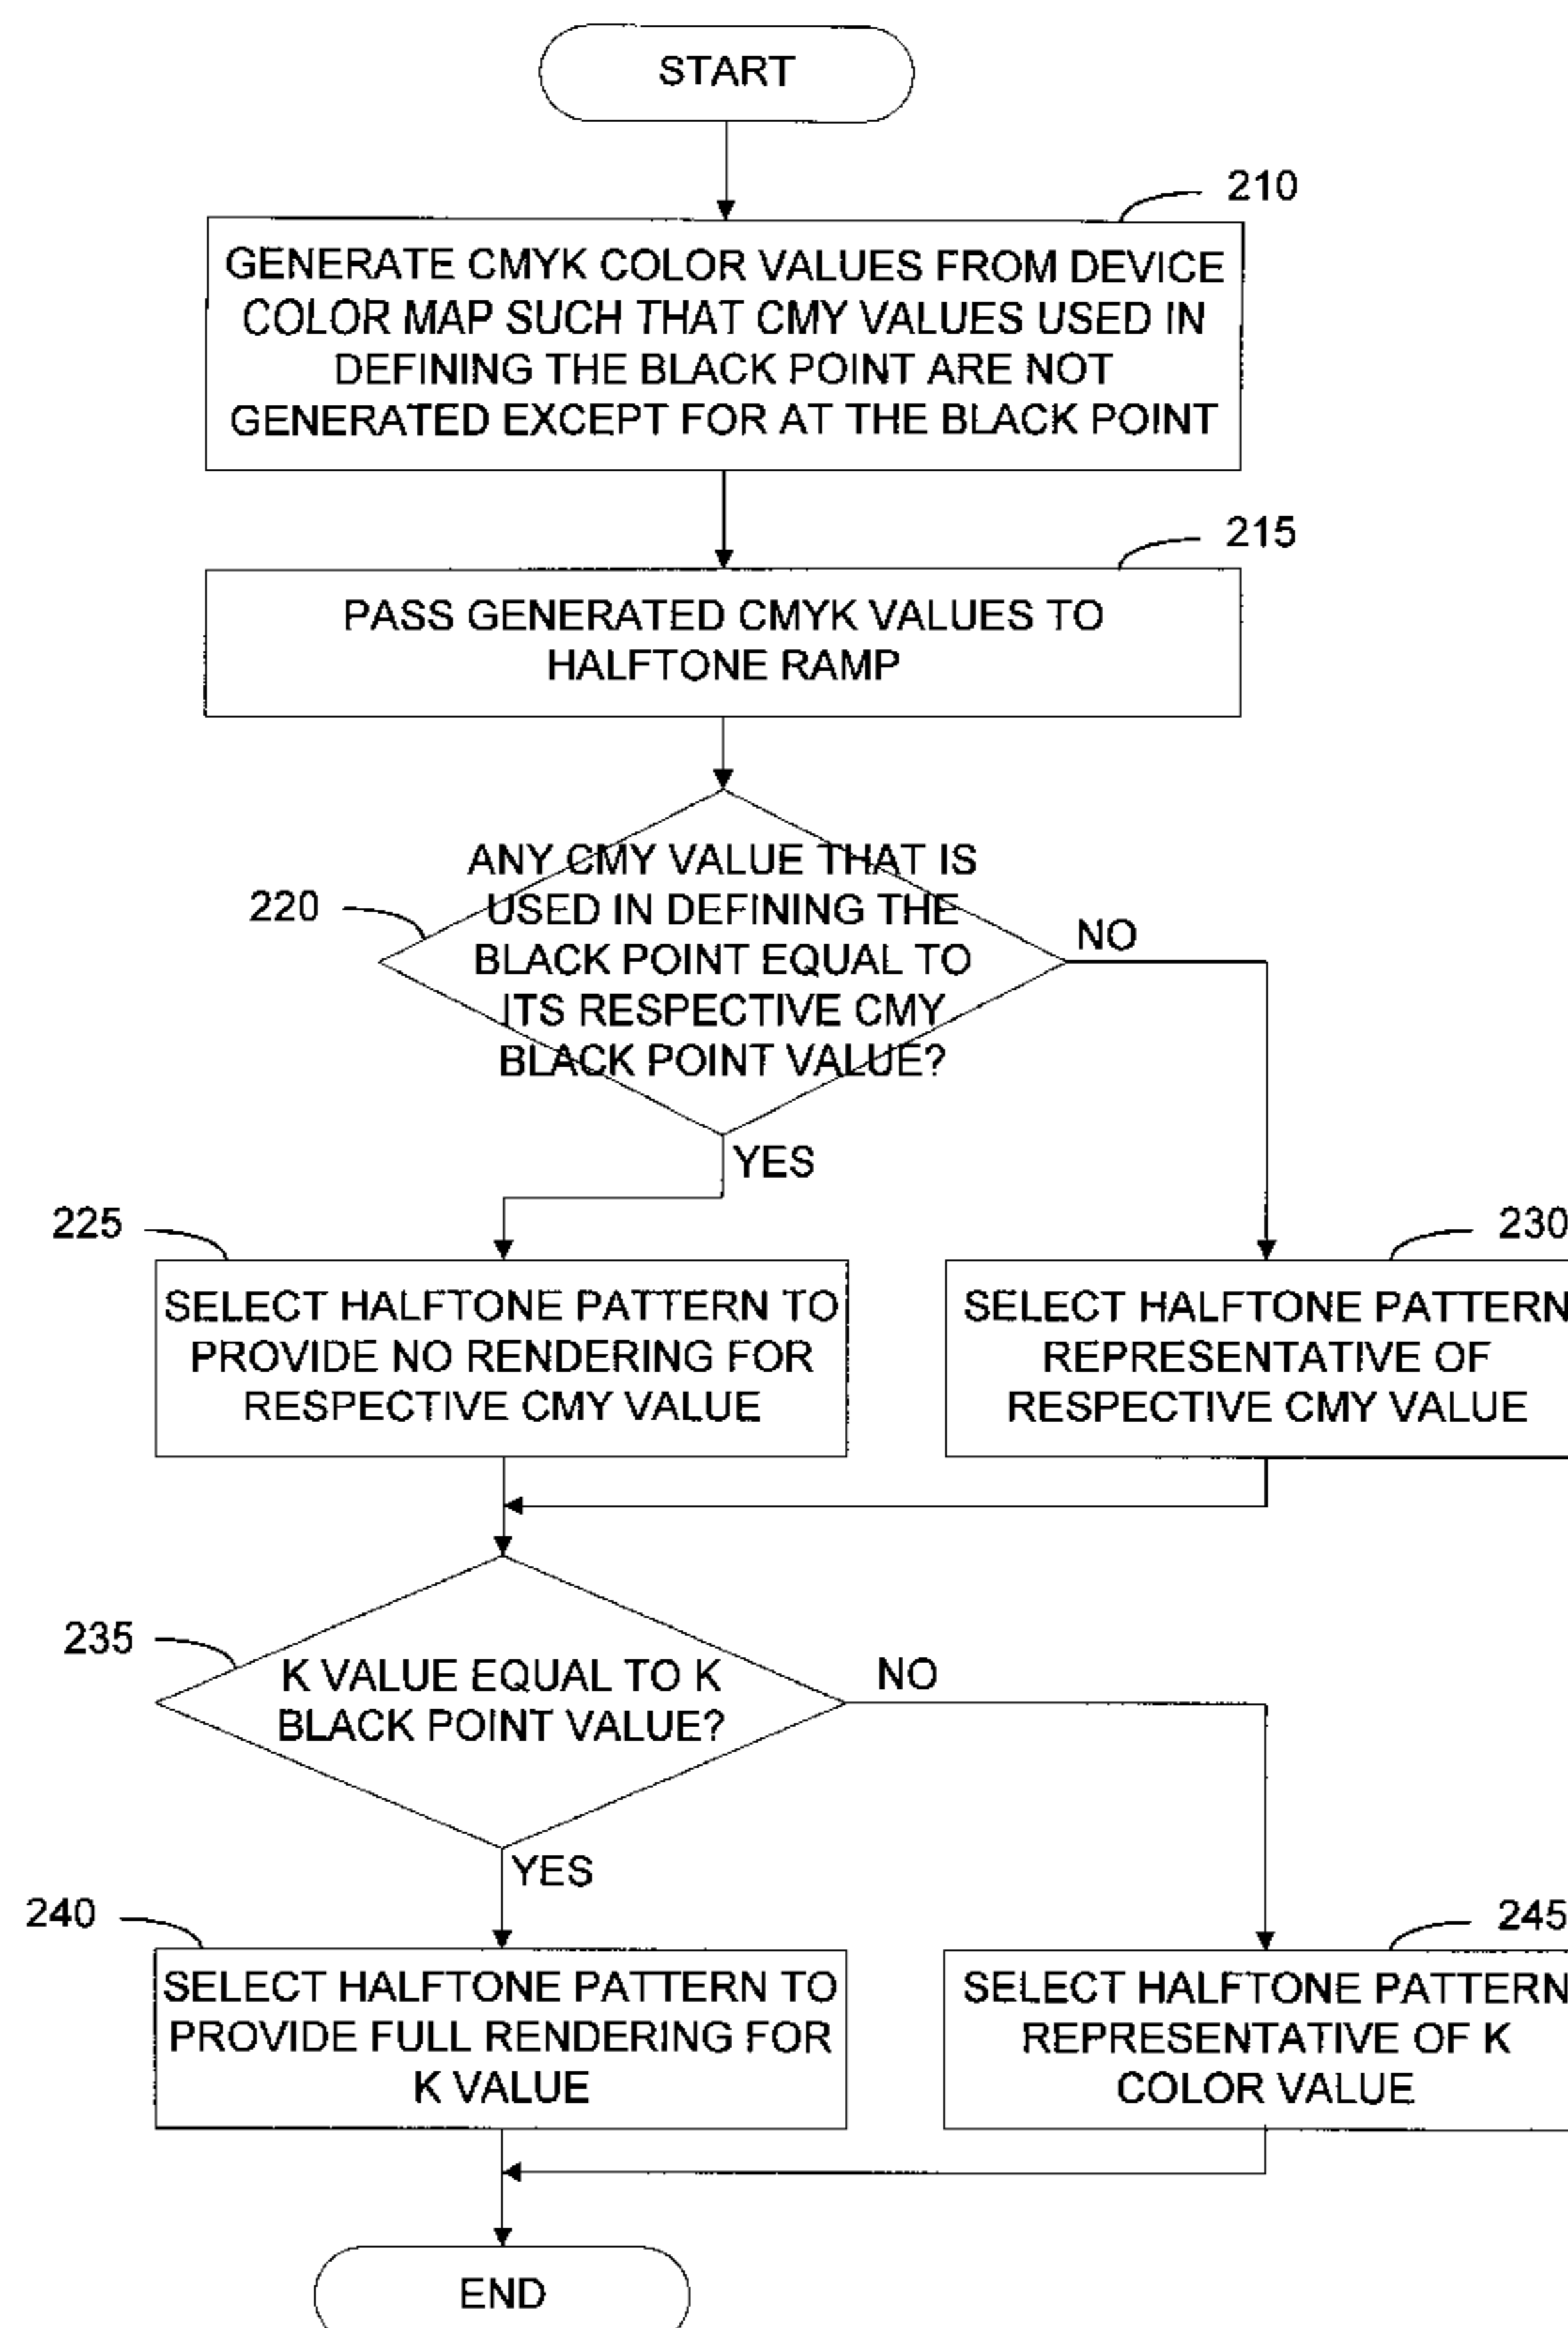 START
210
GENERATE CMYK COLOR VALUES FROM DEVICE
COLOR MAP SUCH THAT CMY VALUES USED IN
DEFINING THE BLACK POINT ARE NOT
GENERATED EXCEPT FOR AT THE BLACK POINT
215
PASS GENERATED CMYK VALUES TO
HALFTONE RAMP
220
ANY CMY VALUE THAT IS
USED IN DEFINING THE
BLACK POINT EQUAL TO
ITS RESPECTIVE CMY
BLACK POINT VALUE?
NO
YES
225
SELECT HALFTONE PATTERN TO
PROVIDE NO RENDERING FOR
RESPECTIVE CMY VALUE
230
SELECT HALFTONE PATTERN
REPRESENTATIVE OF
RESPECTIVE CMY VALUE
235
K VALUE EQUAL TO K
BLACK POINT VALUE?
NO
YES
240
SELECT HALFTONE PATTERN TO
PROVIDE FULL RENDERING FOR
K VALUE
245
SELECT HALFTONE PATTERN
REPRESENTATIVE OF K
COLOR VALUE
END